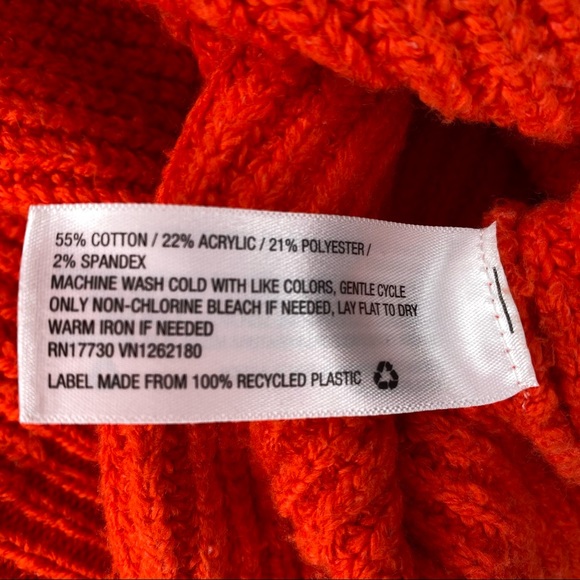 55% COTTON / 22% ACRYLIC / 21% POLYESTER /
2% SPANDEX
MACHINE WASH COLD WITH LIKE COLORS, GENTLE CYCLE
ONLY NON-CHLORINE BLEACH IF NEEDED, LAY FLAT TO DRY
WARM IRON IF NEEDED
RN17730 VN1262180
LABEL MADE FROM 100% RECYCLED PLASTIC